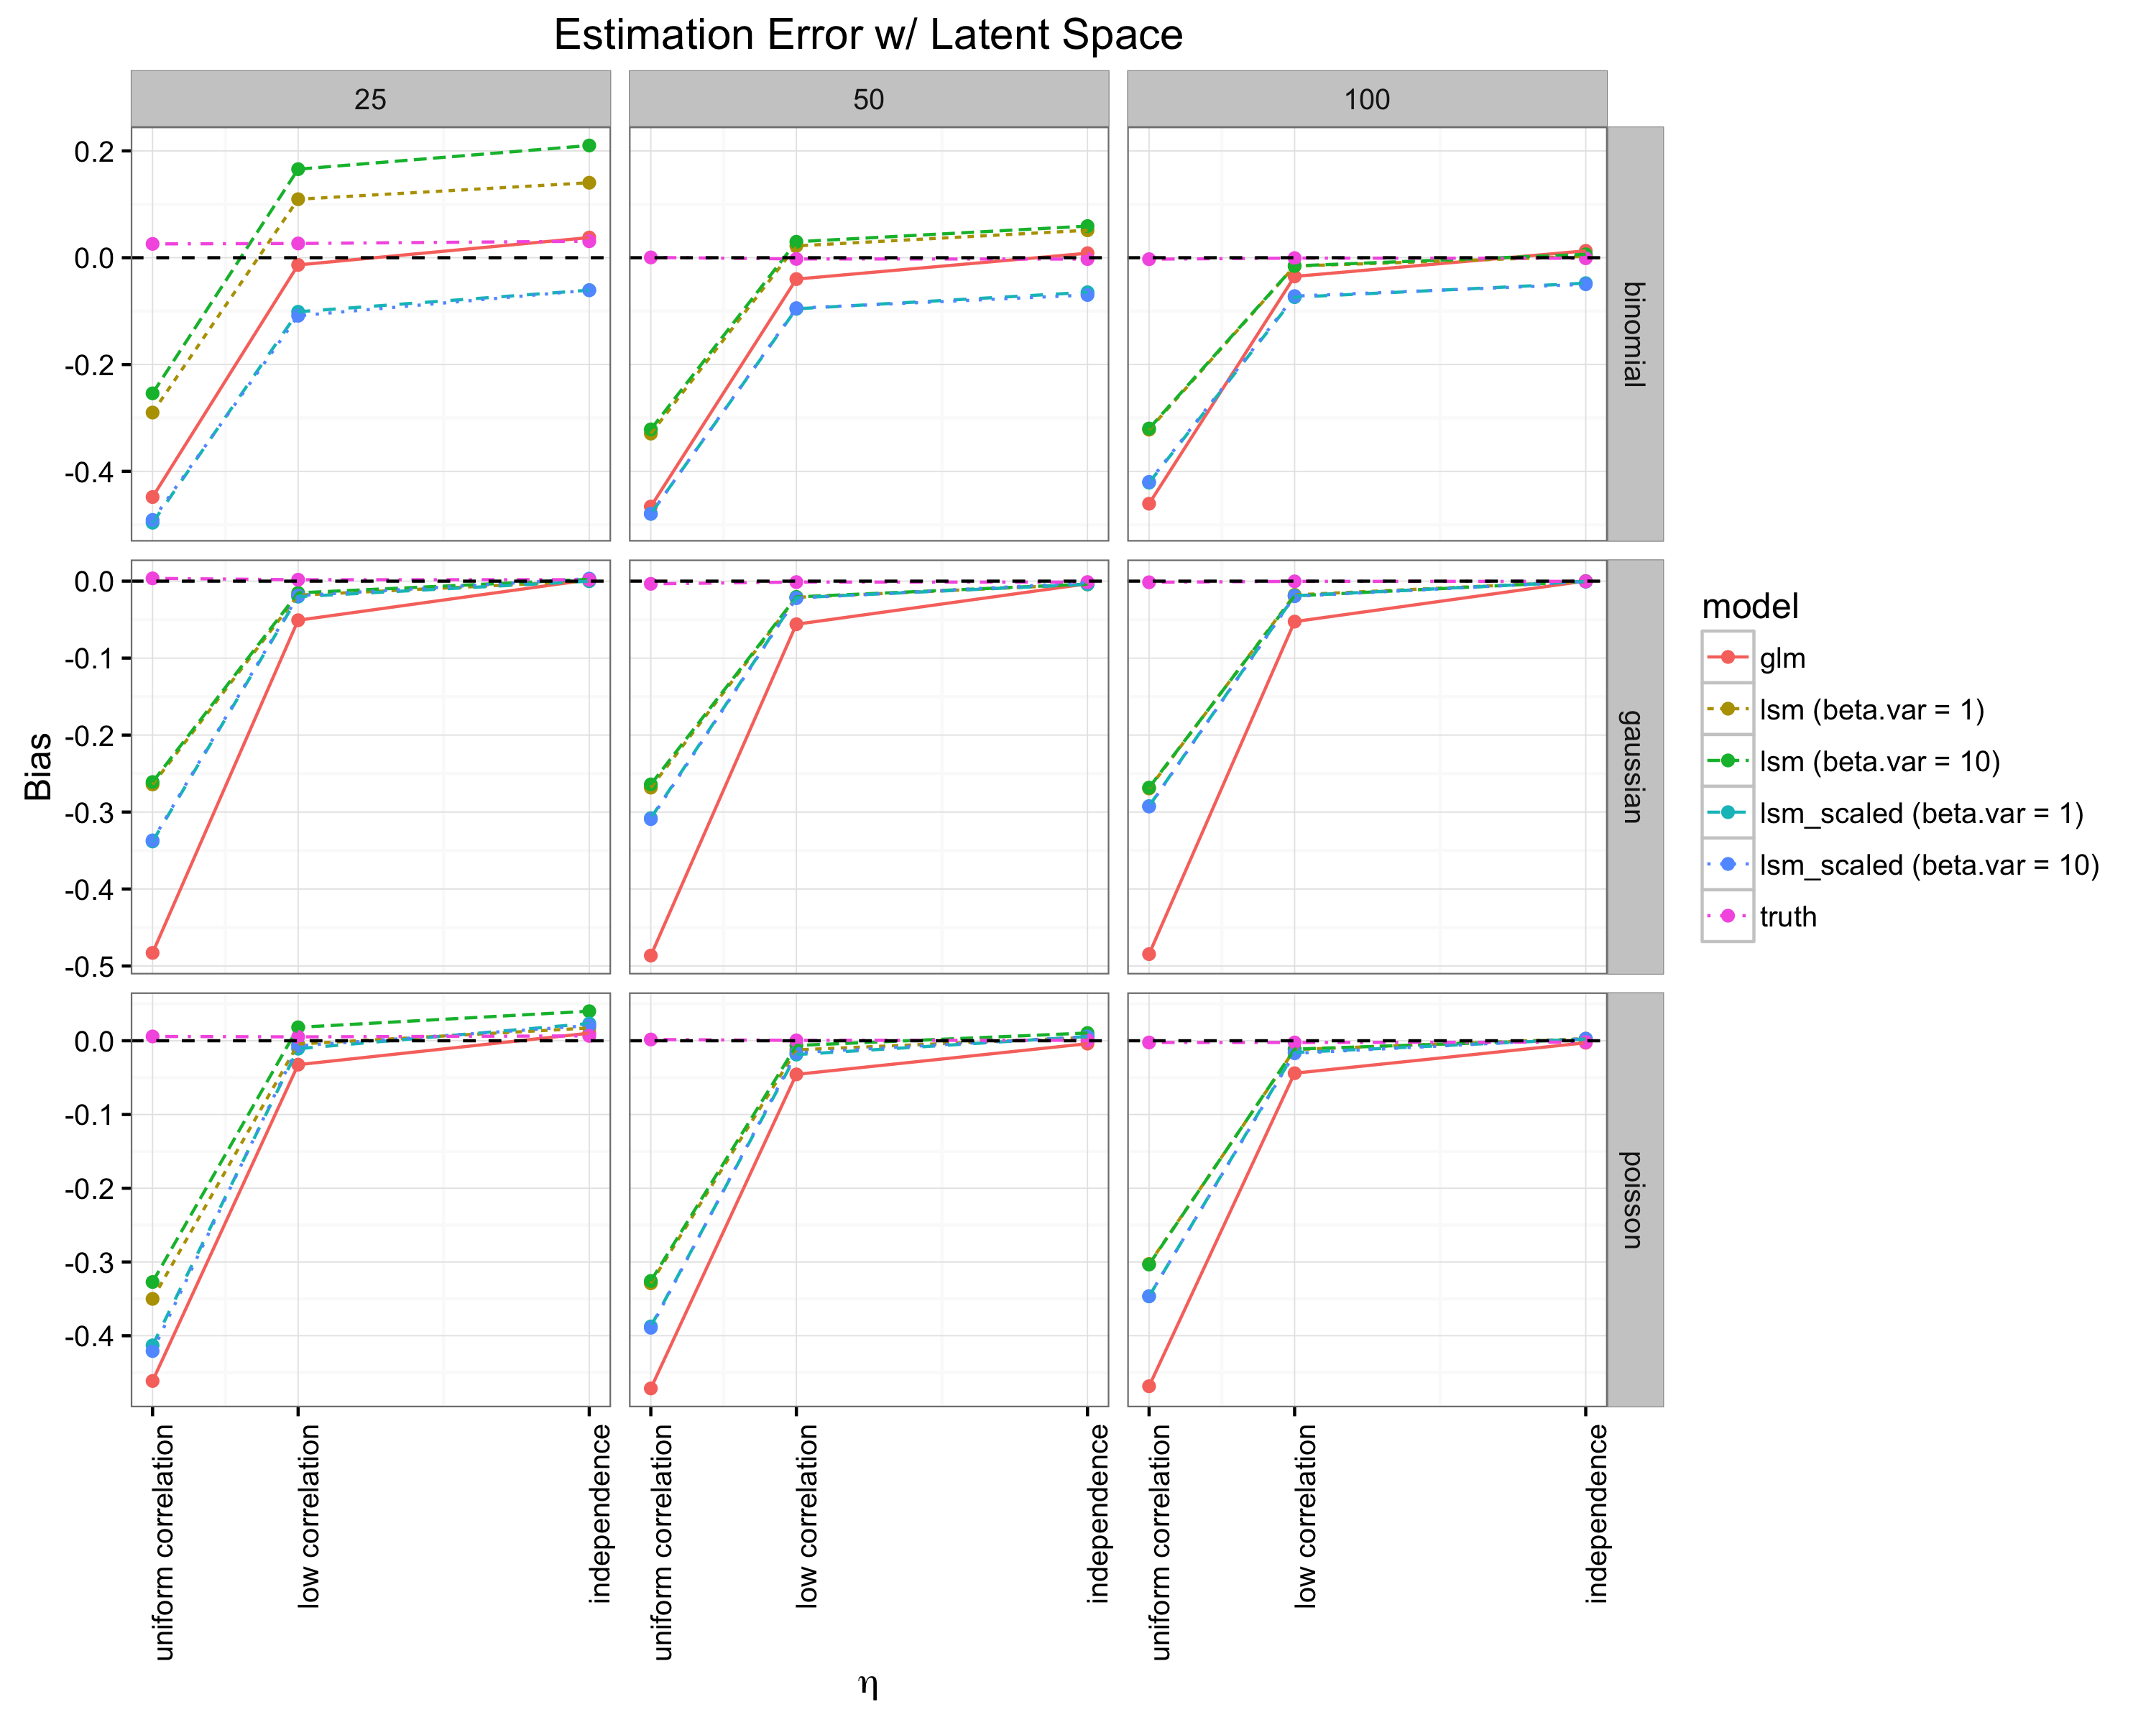 Estimation Error w/ Latent Space
25
50
100
0.2
0.0
-0.2
-0.4
binomial
0.0
-0.1
-0.2
-0.3
-0.4
-0.5
gaussian
0.0
-0.1
-0.2
-0.3
-0.4
poisson
Bias
uniform correlation
low correlation
independence
uniform correlation
low correlation
independence
uniform correlation
low correlation
independence
η
model
glm
lsm (beta.var = 1)
lsm (beta.var = 10)
lsm_scaled (beta.var = 1)
lsm_scaled (beta.var = 10)
truth